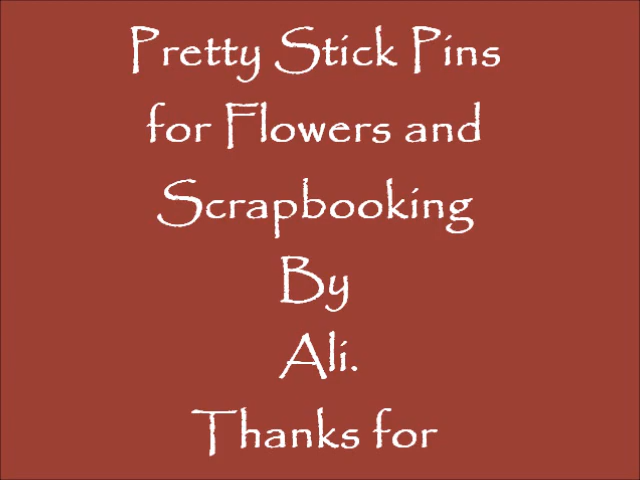 Pretty Stick Pins
for Flowers and
Scrapbooking
By
Ali.
Thanks for